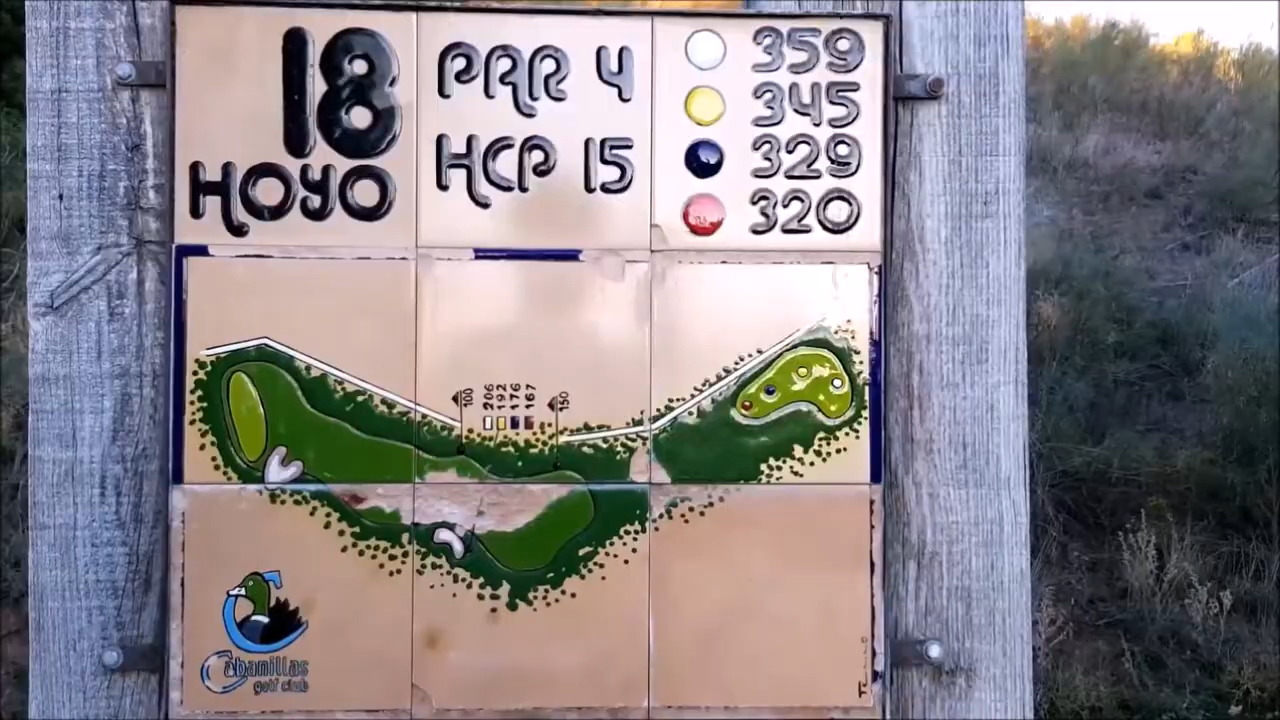 18
HOYO
PAR 4
HCP 15
359
345
329
320
100
206
192
176
167
150
Cabanillas
golf club
TELLO